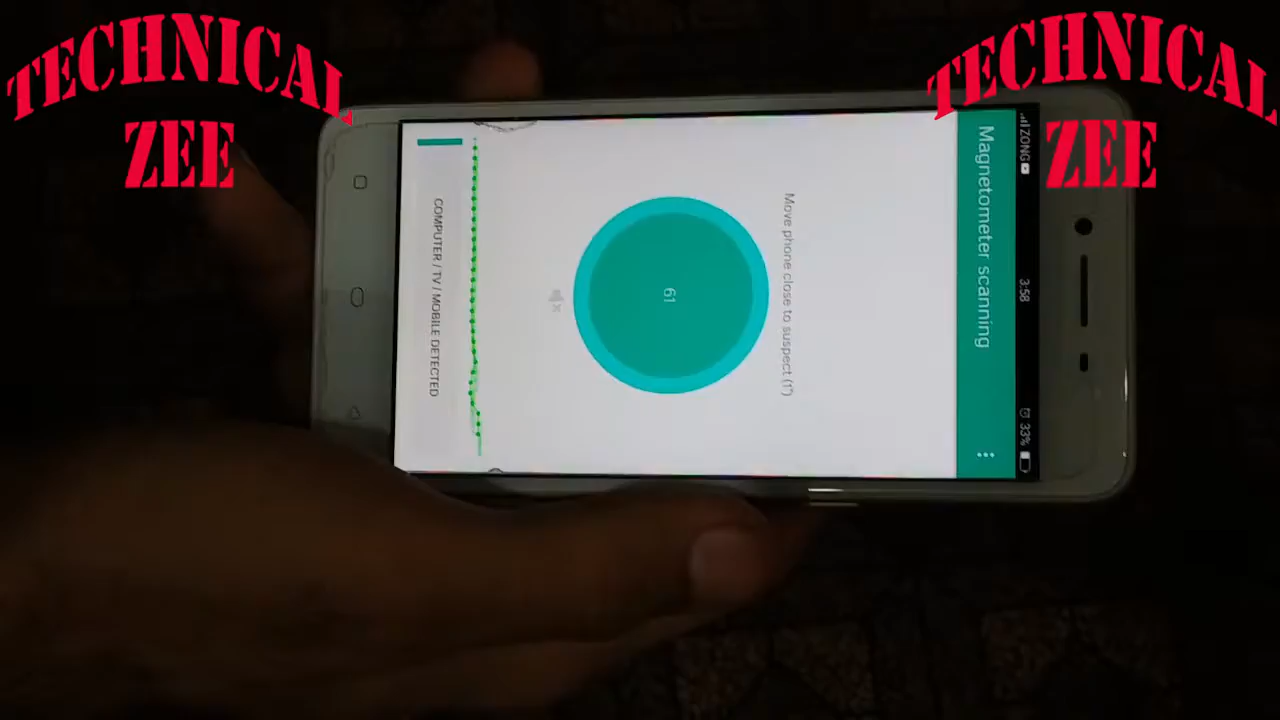 TECHNICAL
ZEE
TECHNICAL
ZEE
ZONG
3:58
33%
Magnetometer scanning
Move phone close to suspect (1")
61
COMPUTER / TV / MOBILE DETECTED